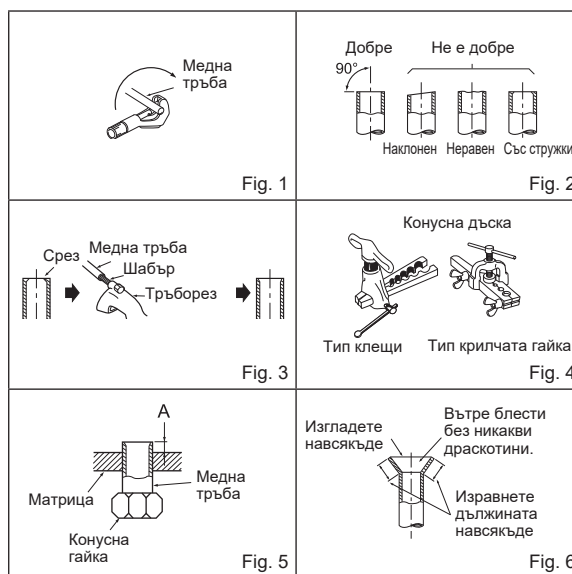 Медна
тръба
Fig. 1
Добре
Не е добре
90°
Наклонен Неравен Със стружки
Fig. 2
Срез
Медна тръба
Шабър
Тръборез
Fig. 3
Конусна дъска
Тип клещи
Тип крилчата гайка
Fig. 4
A
Матрица
Медна
тръба
Конусна
гайка
Fig. 5
Изгладете
навсякъде
Вътре блести
без никакви
драскотини.
Изравнете
дължината
навсякъде
Fig. 6